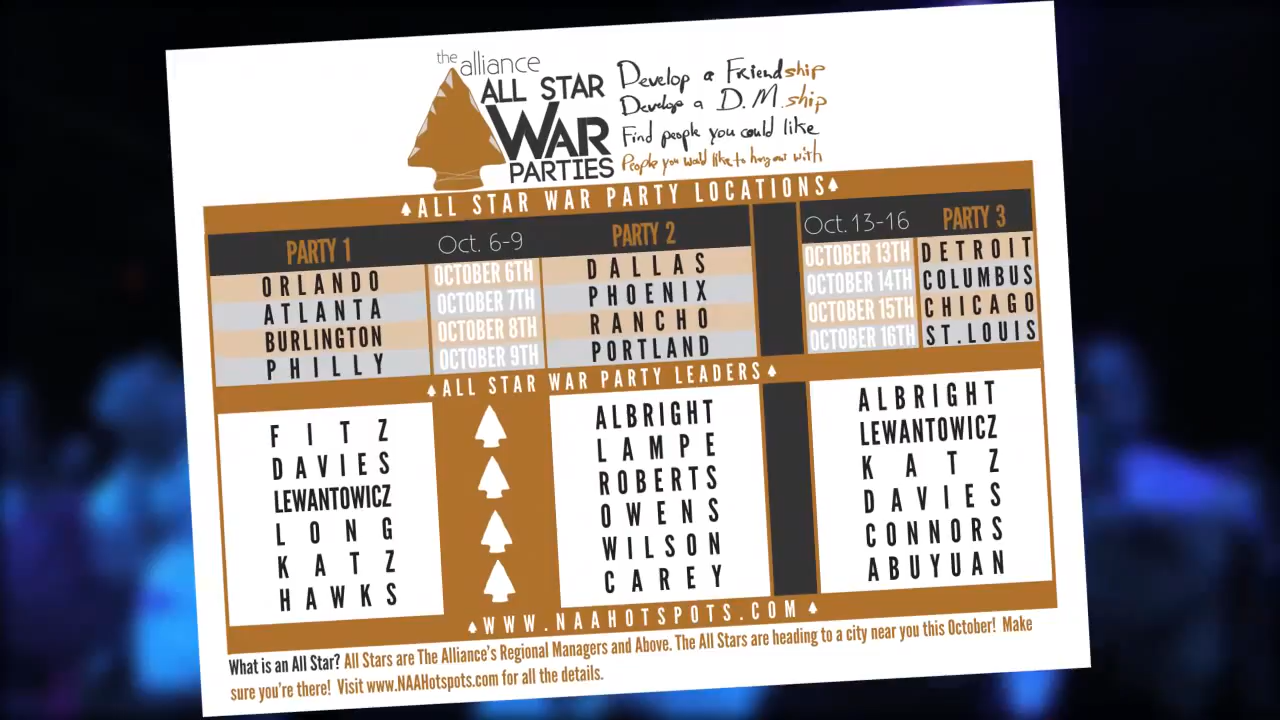 the alliance
ALL STAR
WAR
PARTIES
Develop a Friendship
Develop a D.M.ship
Find people you could like
People you would like to hang out with
ALL STAR WAR PARTY LOCATIONS
PARTY 1 Oct. 6-9 PARTY 2 Oct.13-16 PARTY 3
ORLANDO OCTOBER 6TH DALLAS OCTOBER 13TH DETROIT
ATLANTA OCTOBER 7TH PHOENIX OCTOBER 14TH COLUMBUS
BURLINGTON OCTOBER 8TH RANCHO OCTOBER 15TH CHICAGO
PHILLY OCTOBER 9TH PORTLAND OCTOBER 16TH ST.LOUIS
ALL STAR WAR PARTY LEADERS
FITZ ALBRIGHT ALBRIGHT
DAVIES LAMPE LEWANTOWICZ
LEWANTOWICZ ROBERTS KATZ
LONG OWENS DAVIES
KATZ WILSON CONNORS
HAWKS CAREY ABUYUAN
WWW.NAAHOTSPOTS.COM
What is an All Star? All Stars are The Alliance's Regional Managers and Above. The All Stars are heading to a city near you this October! Make
sure you're there! Visit www.NAAHotspots.com for all the details.